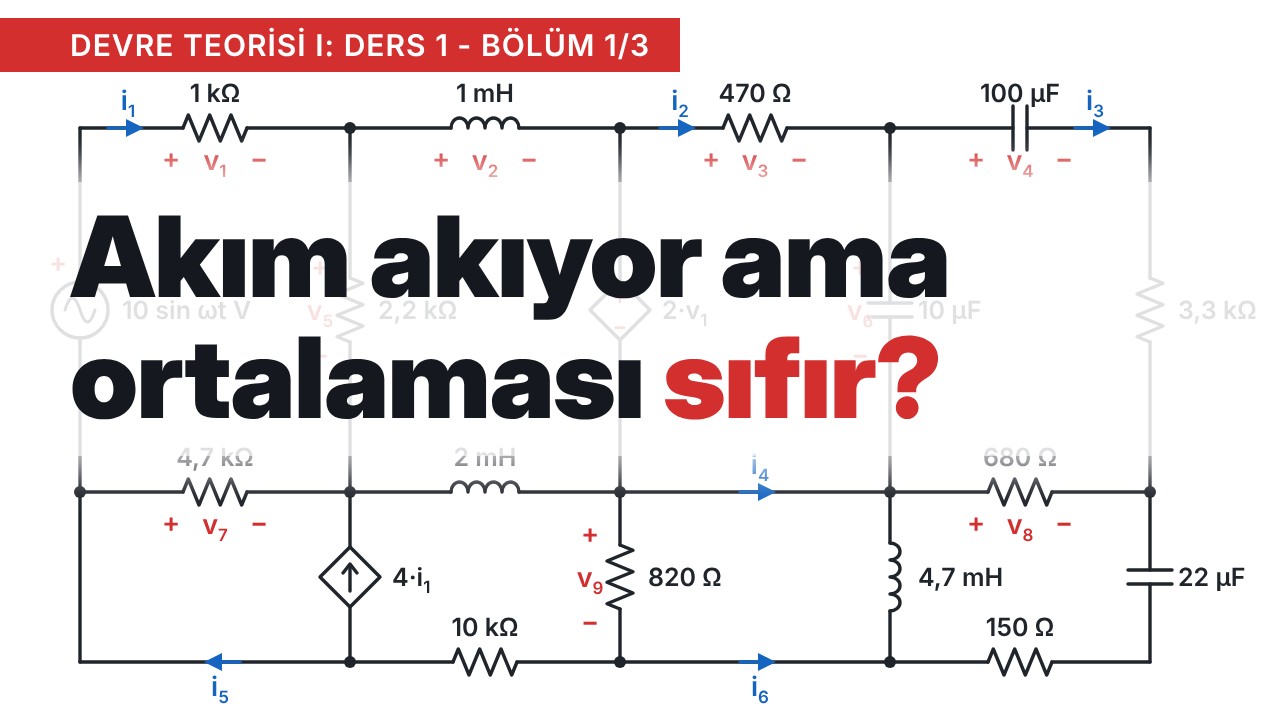 DEVRE TEORİSİ I: DERS 1 - BÖLÜM 1/3
i1 1 kΩ 1 mH i2 470 Ω 100 µF i3
+ v1 − + v2 − + v3 − + v4 −
Akım akıyor ama
+ 10 sin ωt V v5 2,2 kΩ − 2·v1 v6 10 µF 3,3 kΩ
ortalaması sıfır?
4,7 kΩ 2 mH i4 680 Ω
+ v7 − + v8 −
+ v9 −
4·i1 820 Ω 4,7 mH 22 µF
10 kΩ 150 Ω
i5 i6